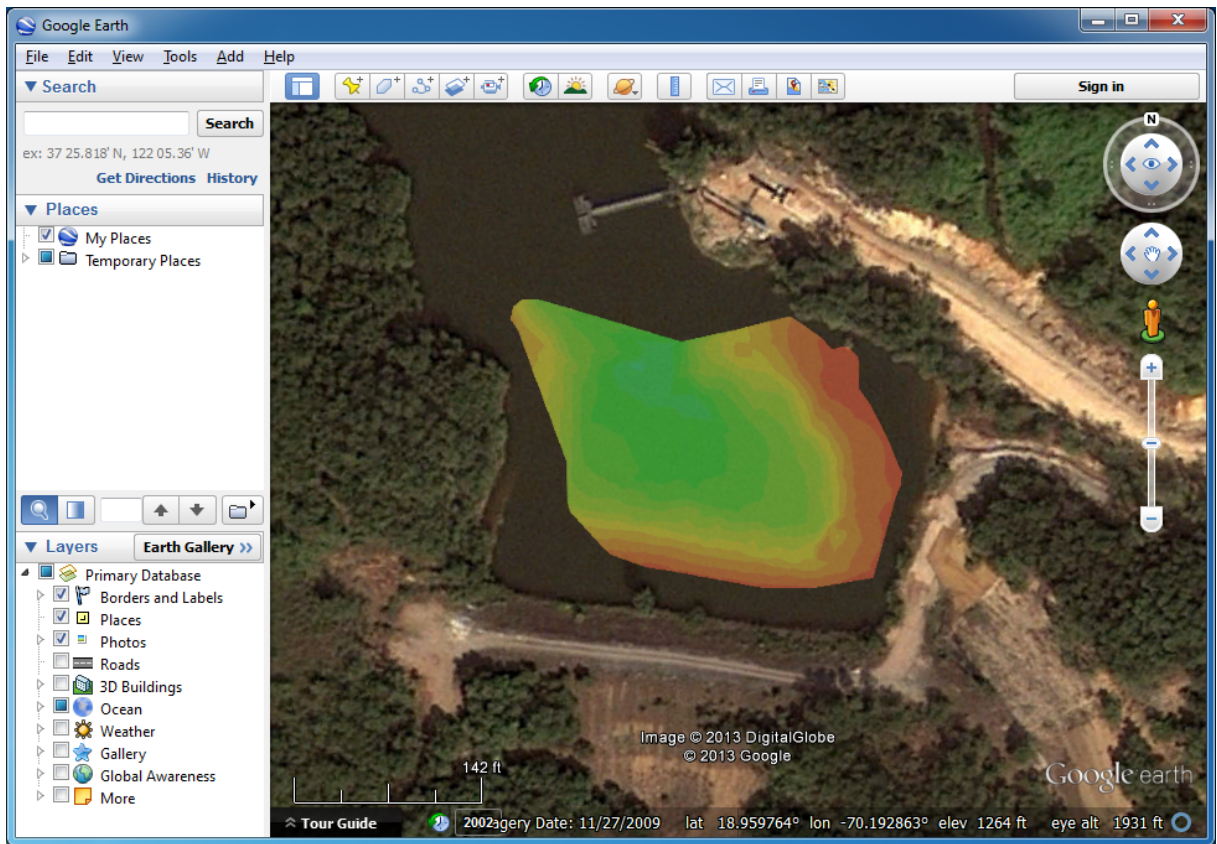 Google Earth
File Edit View Tools Add Help
Search
Search
ex: 37 25.818' N, 122 05.36' W
Get Directions History
Places
My Places
Temporary Places
Layers
Earth Gallery >>
Primary Database
Borders and Labels
Places
Photos
Roads
3D Buildings
Ocean
Weather
Gallery
Global Awareness
More
Sign in
N
142 ft
Image © 2013 DigitalGlobe
© 2013 Google
Google earth
Tour Guide
2002 agery Date: 11/27/2009 lat 18.959764° lon -70.192863° elev 1264 ft eye alt 1931 ft